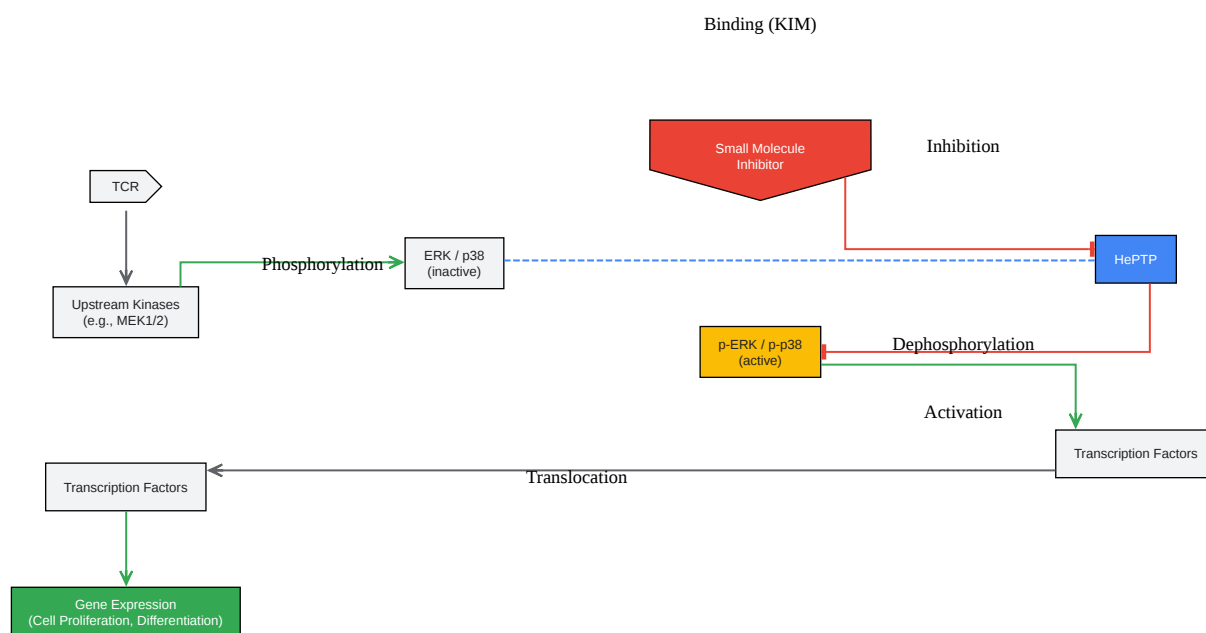 Binding (KIM)
Small Molecule
Inhibitor
Inhibition
TCR
Phosphorylation
ERK / p38
(inactive)
HePTP
Upstream Kinases
(e.g., MEK1/2)
p-ERK / p-p38
(active)
Dephosphorylation
Activation
Transcription Factors
Translocation
Transcription Factors
Gene Expression
(Cell Proliferation, Differentiation)